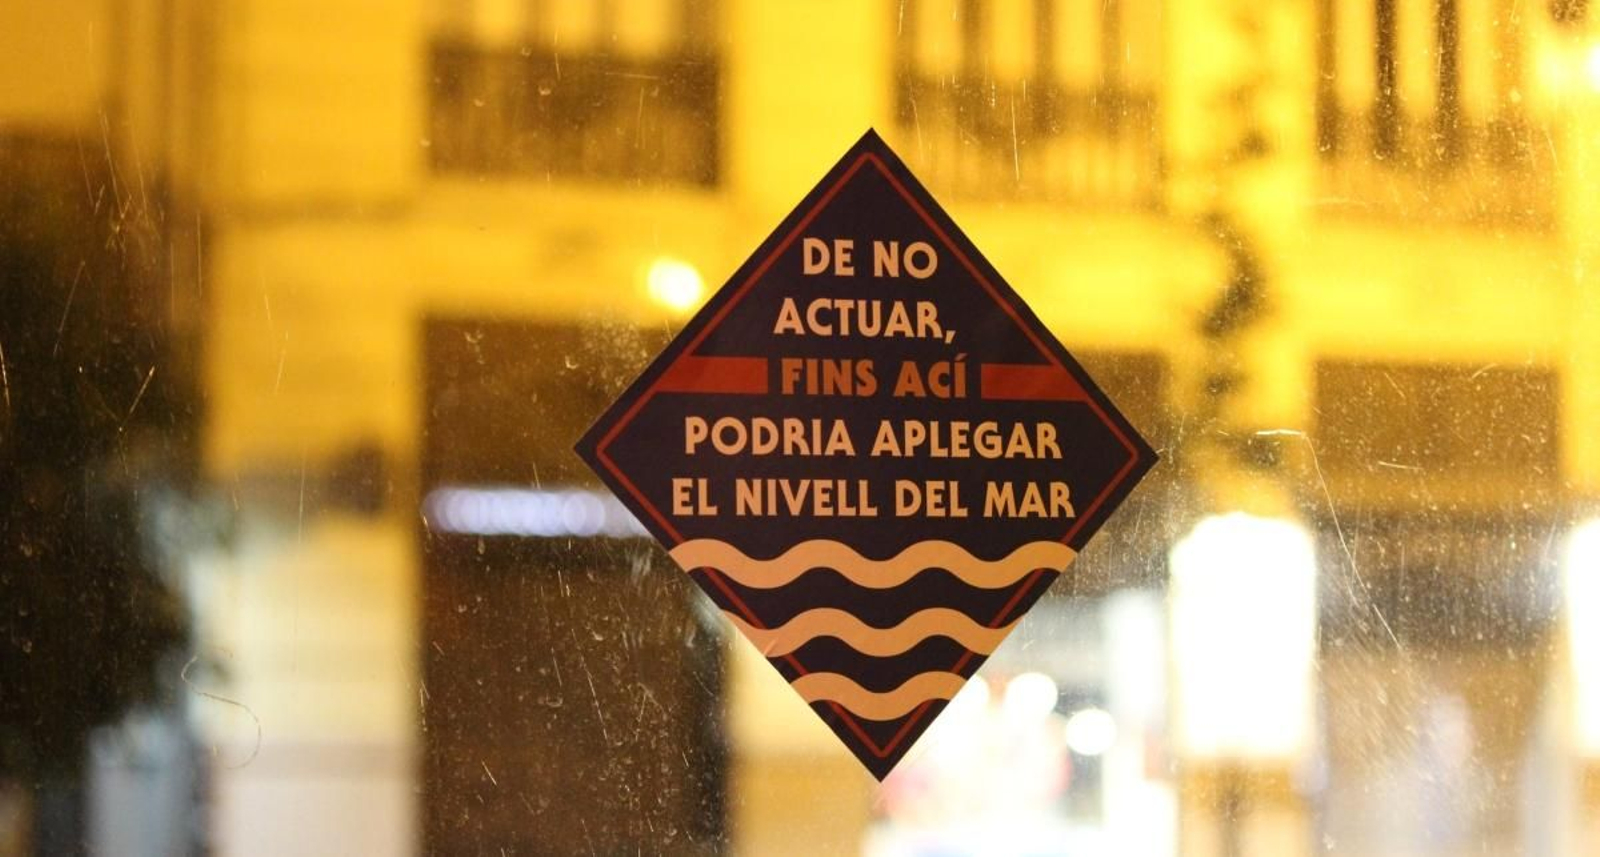 DE NO
ACTUAR,
FINS ACÍ
PODRIA APLEGAR
EL NIVELL DEL MAR